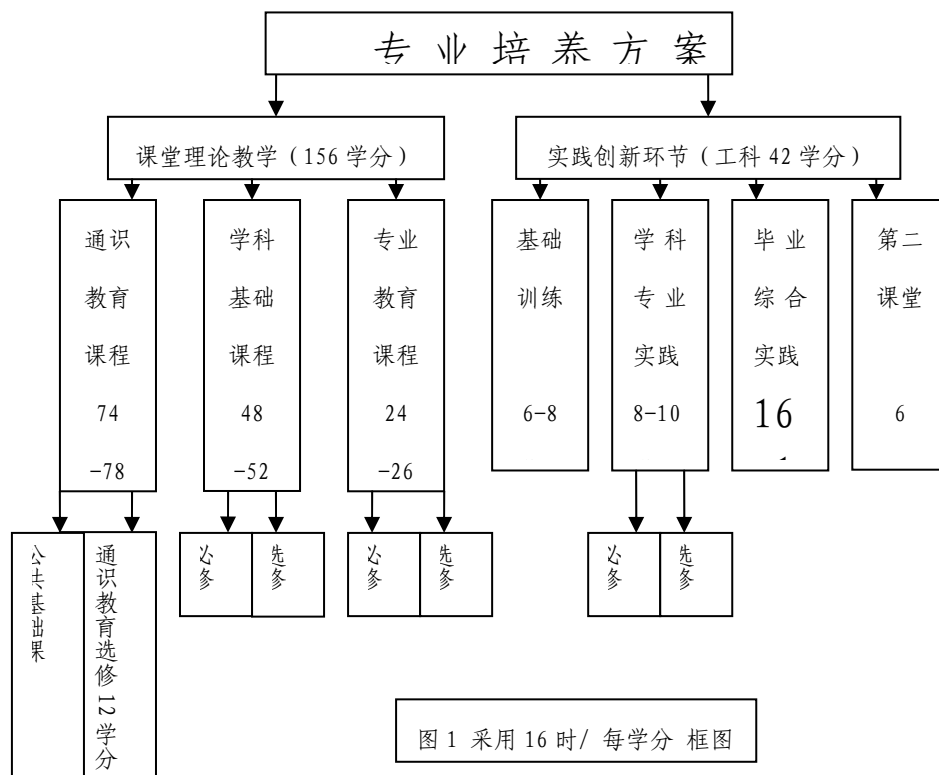 专业培养方案
课堂理论教学（156学分）
实践创新环节（工科42学分）
通识
教育
课程
74
-78
学科
基础
课程
48
-52
专业
教育
课程
24
-26
基础
训练
6-8
学科
专业
实践
8-10
毕业
综合
实践
16
第二
课堂
6
公共基础课
通识教育选修12学分
必修
选修
必修
选修
必修
选修
图1 采用16时/ 每学分 框图